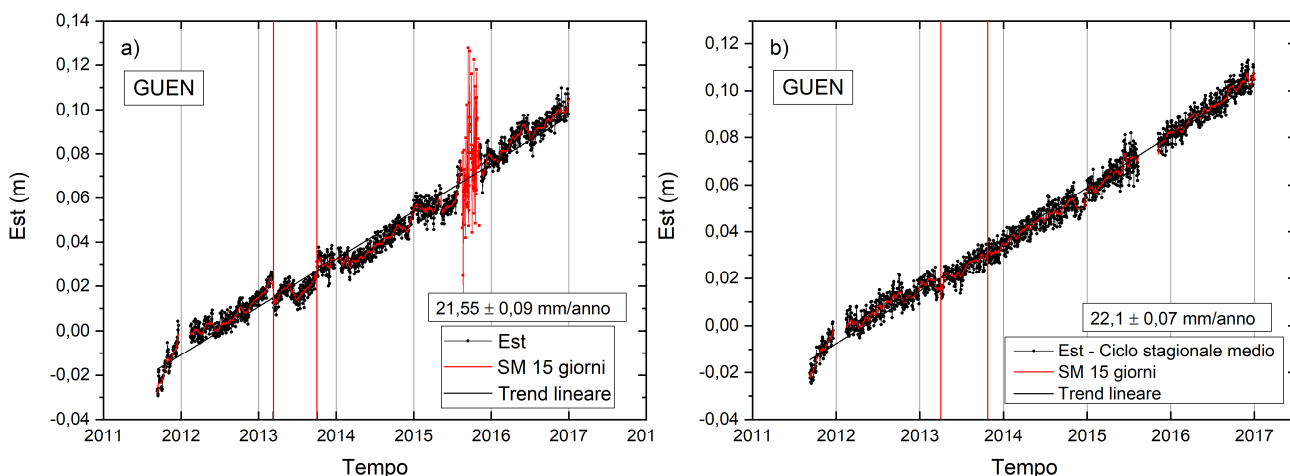 a)
GUEN
0,14
0,12
0,10
0,08
0,06
0,04
0,02
0,00
-0,02
-0,04
Est (m)
21,55 ± 0,09 mm/anno
Est
SM 15 giorni
Trend lineare
2011 2012 2013 2014 2015 2016 2017 201
Tempo
b)
GUEN
0,12
0,10
0,08
0,06
0,04
0,02
0,00
-0,02
-0,04
Est (m)
22,1 ± 0,07 mm/anno
Est - Ciclo stagionale medio
SM 15 giorni
Trend lineare
2011 2012 2013 2014 2015 2016 2017
Tempo